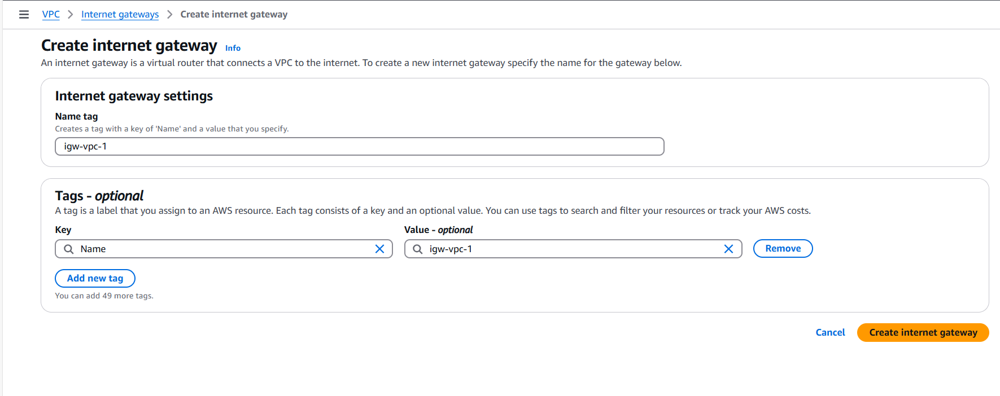 VPC > Internet gateways > Create internet gateway
Create internet gateway Info
An internet gateway is a virtual router that connects a VPC to the internet. To create a new internet gateway specify the name for the gateway below.
Internet gateway settings
Name tag
Creates a tag with a key of 'Name' and a value that you specify.
igw-vpc-1
Tags - optional
A tag is a label that you assign to an AWS resource. Each tag consists of a key and an optional value. You can use tags to search and filter your resources or track your AWS costs.
Key Value - optional
Name igw-vpc-1 Remove
Add new tag
You can add 49 more tags.
Cancel Create internet gateway